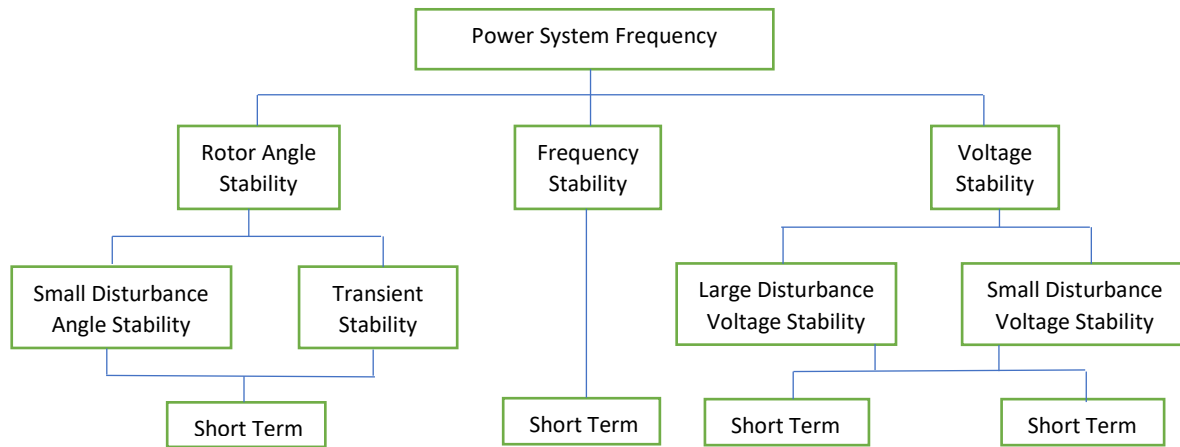 Power System Frequency
Rotor Angle
Stability
Frequency
Stability
Voltage
Stability
Small Disturbance
Angle Stability
Transient
Stability
Large Disturbance
Voltage Stability
Small Disturbance
Voltage Stability
Short Term
Short Term
Short Term
Short Term